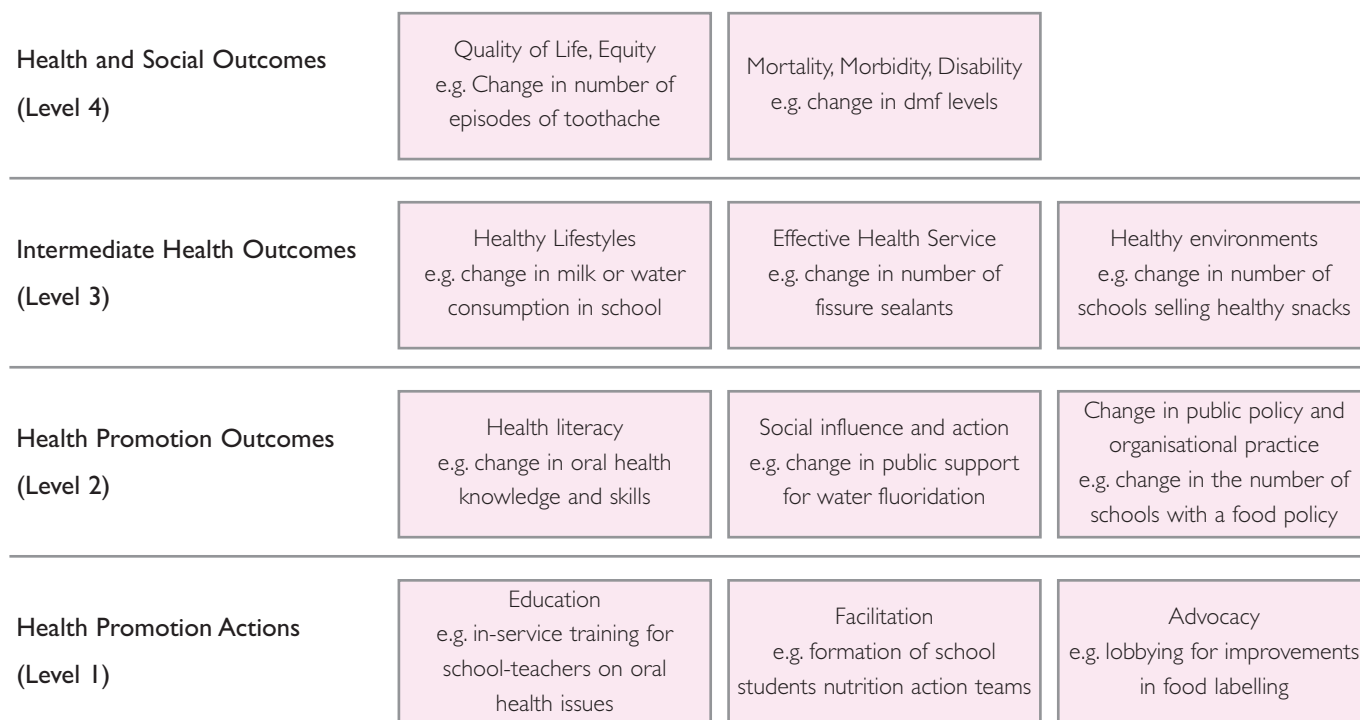 Health and Social Outcomes
(Level 4)
Quality of Life, Equity
e.g. Change in number of
episodes of toothache
Mortality, Morbidity, Disability
e.g. change in dmf levels
Intermediate Health Outcomes
(Level 3)
Healthy Lifestyles
e.g. change in milk or water
consumption in school
Effective Health Service
e.g. change in number of
fissure sealants
Healthy environments
e.g. change in number of
schools selling healthy snacks
Health Promotion Outcomes
(Level 2)
Health literacy
e.g. change in oral health
knowledge and skills
Social influence and action
e.g. change in public support
for water fluoridation
Change in public policy and
organisational practice
e.g. change in the number of
schools with a food policy
Health Promotion Actions
(Level 1)
Education
e.g. in-service training for
school-teachers on oral
health issues
Facilitation
e.g. formation of school
students nutrition action teams
Advocacy
e.g. lobbying for improvements
in food labelling